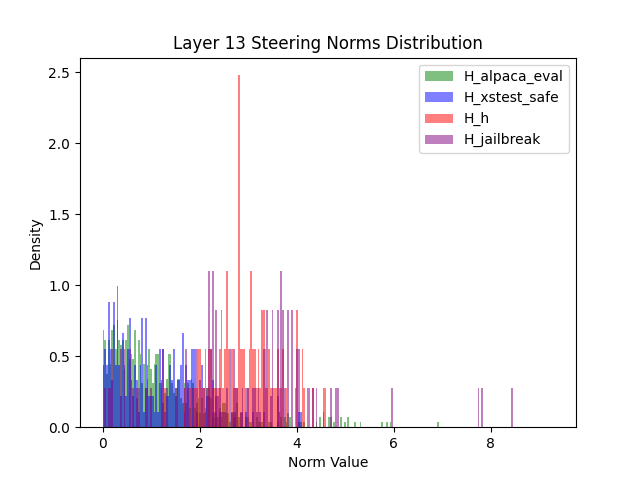 Layer 13 Steering Norms Distribution
H_alpaca_eval
H_xstest_safe
H_h
H_jailbreak
Density
2.5
2.0
1.5
1.0
0.5
0.0
0
2
4
6
8
Norm Value